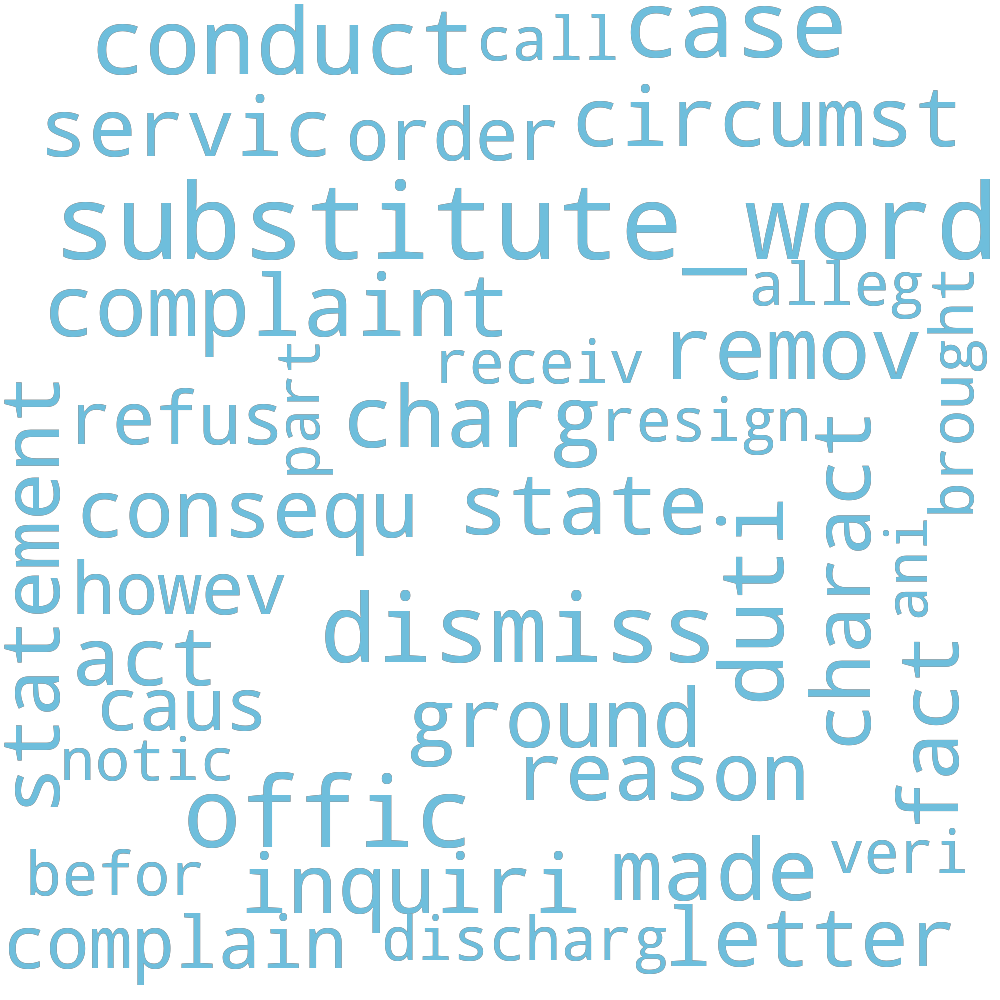 conduct call case
servic order circumst
substitute_word
complaint allegt
brought
receiv remov
part
statement
refus charg resign
charact
consequ state
duti
ani
howev
dismiss
act
fact
caus
ground
notic
reason
offic
befor inquiri made veri
complain discharg letter